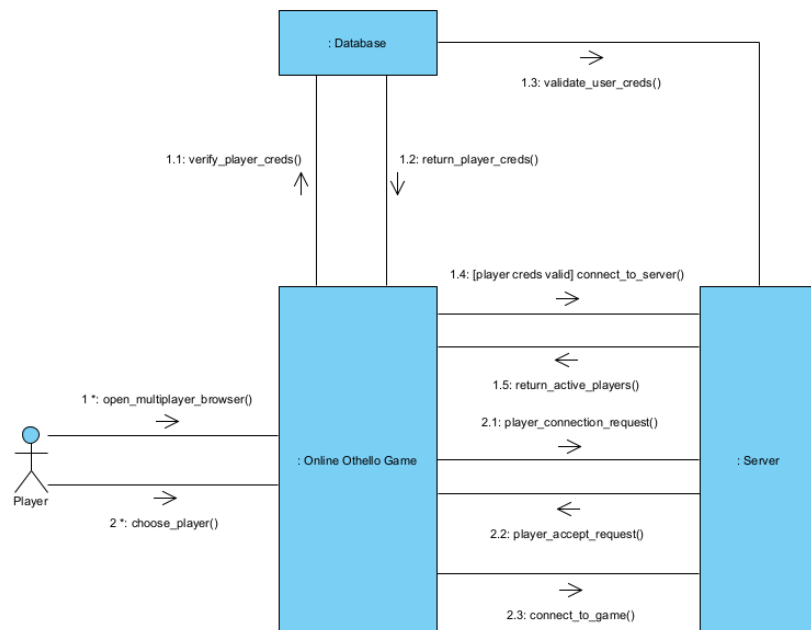 : Database
1.3: validate_user_creds()
1.1: verify_player_creds()
1.2: return_player_creds()
1.4: [player creds valid] connect_to_server()
1.5: return_active_players()
1 *: open_multiplayer_browser()
2.1: player_connection_request()
: Online Othello Game
: Server
Player
2 *: choose_player()
2.2: player_accept_request()
2.3: connect_to_game()